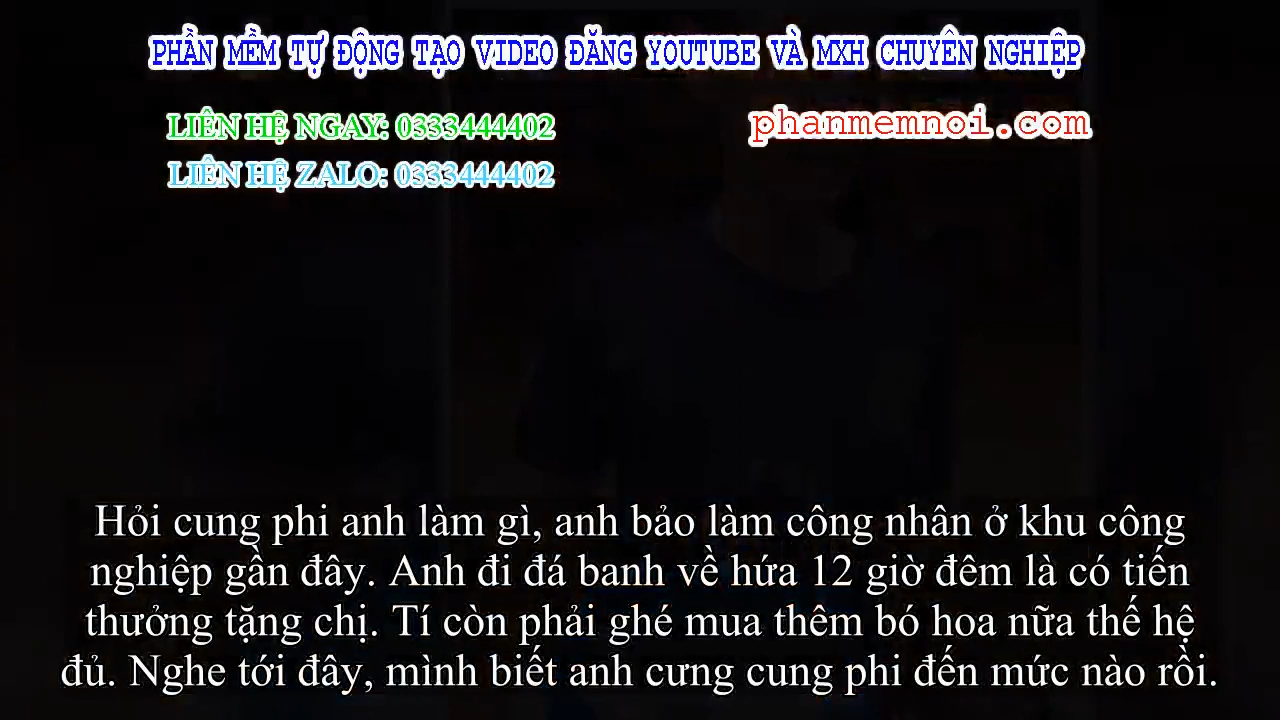 PHẦN MỀM TỰ ĐỘNG TẠO VIDEO ĐĂNG YOUTUBE VÀ MXH CHUYÊN NGHIỆP
LIÊN HỆ NGAY: 0333444402
phanmemnoi.com
LIÊN HỆ ZALO: 0333444402
Hỏi cung phi anh làm gì, anh bảo làm công nhân ở khu công
nghiệp gần đây. Anh đi đá banh về hứa 12 giờ đêm là có tiến
thưởng tặng chị. Tí còn phải ghé mua thêm bó hoa nữa thế hệ
đủ. Nghe tới đây, mình biết anh cưng cung phi đến mức nào rồi.